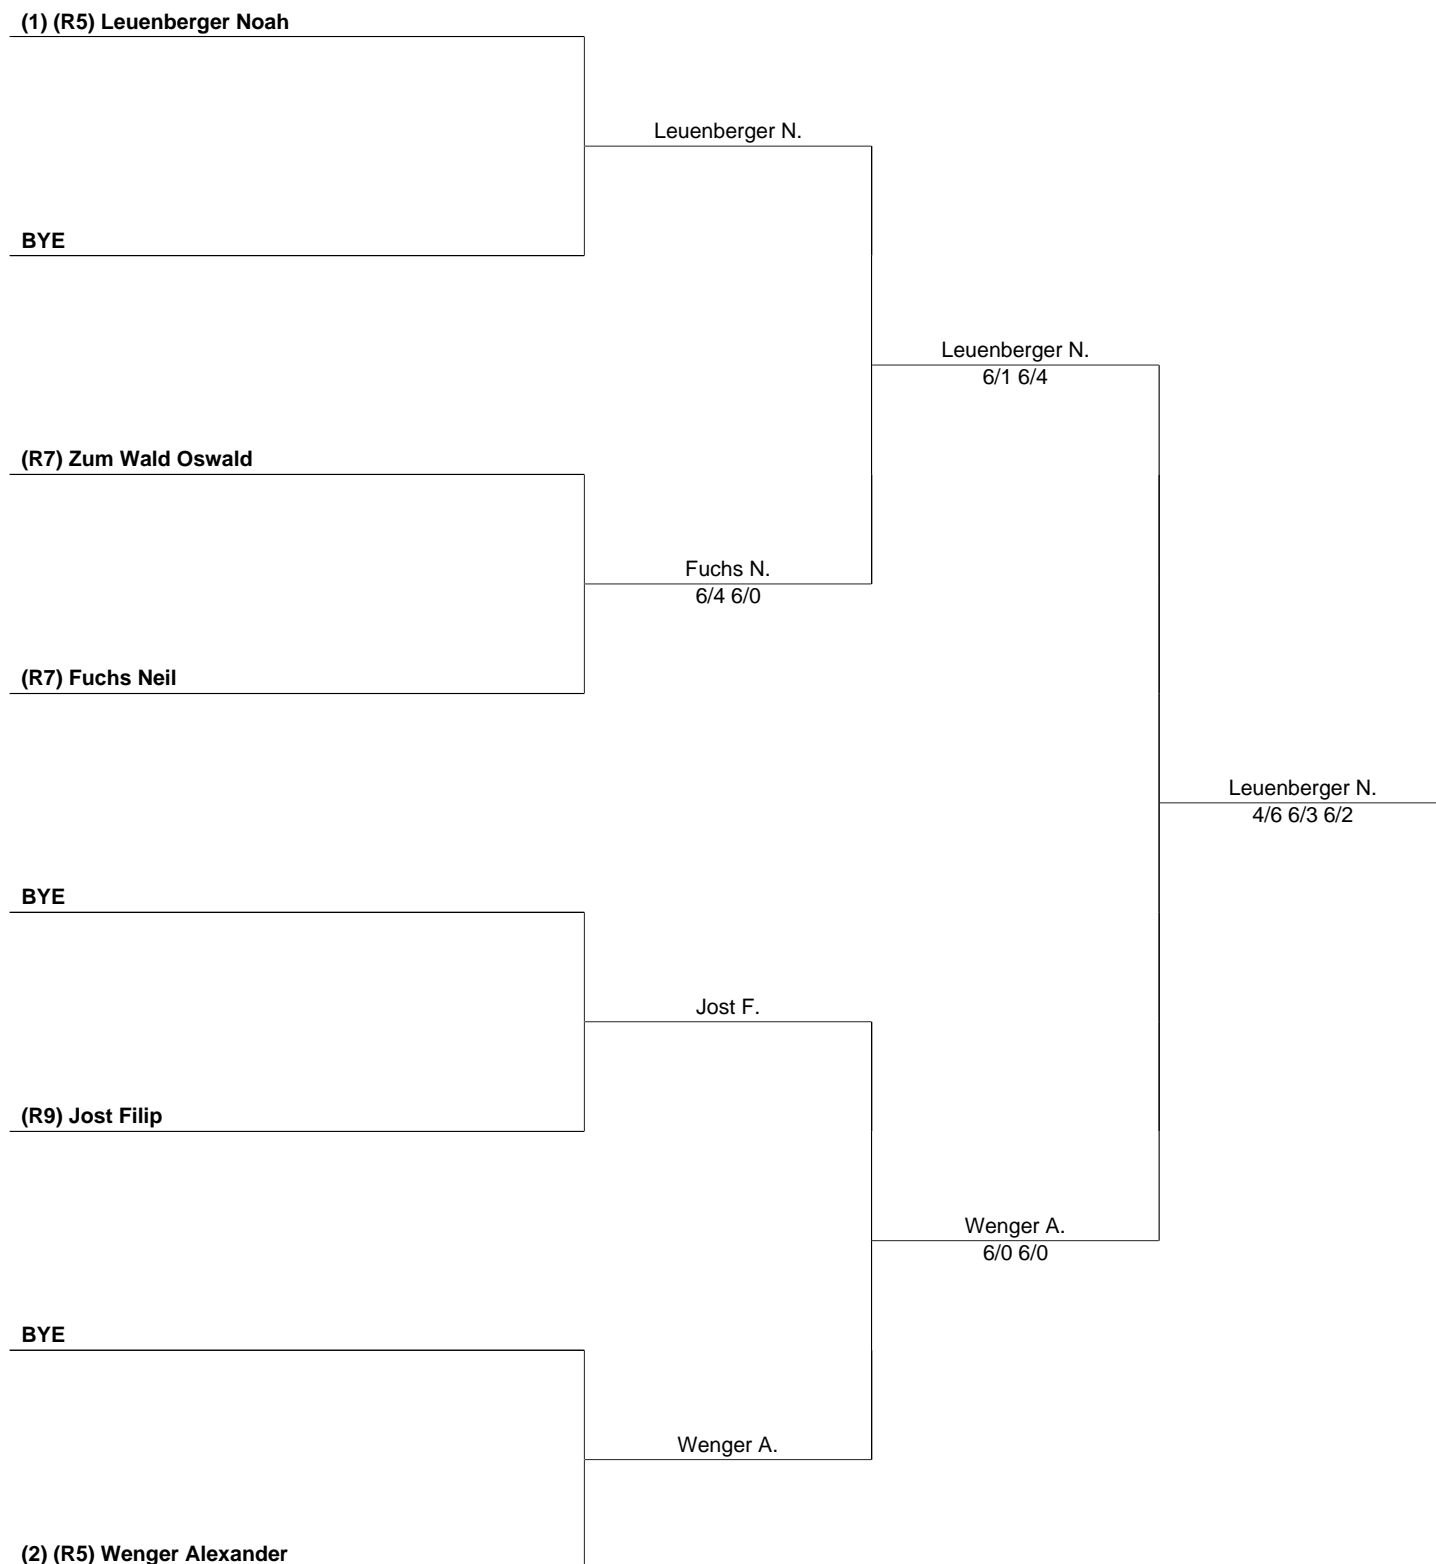 (1) (R5) Leuenberger Noah
Leuenberger N.
BYE
Leuenberger N.
6/1 6/4
(R7) Zum Wald Oswald
Fuchs N.
6/4 6/0
(R7) Fuchs Neil
Leuenberger N.
4/6 6/3 6/2
BYE
Jost F.
(R9) Jost Filip
Wenger A.
6/0 6/0
BYE
Wenger A.
(2) (R5) Wenger Alexander